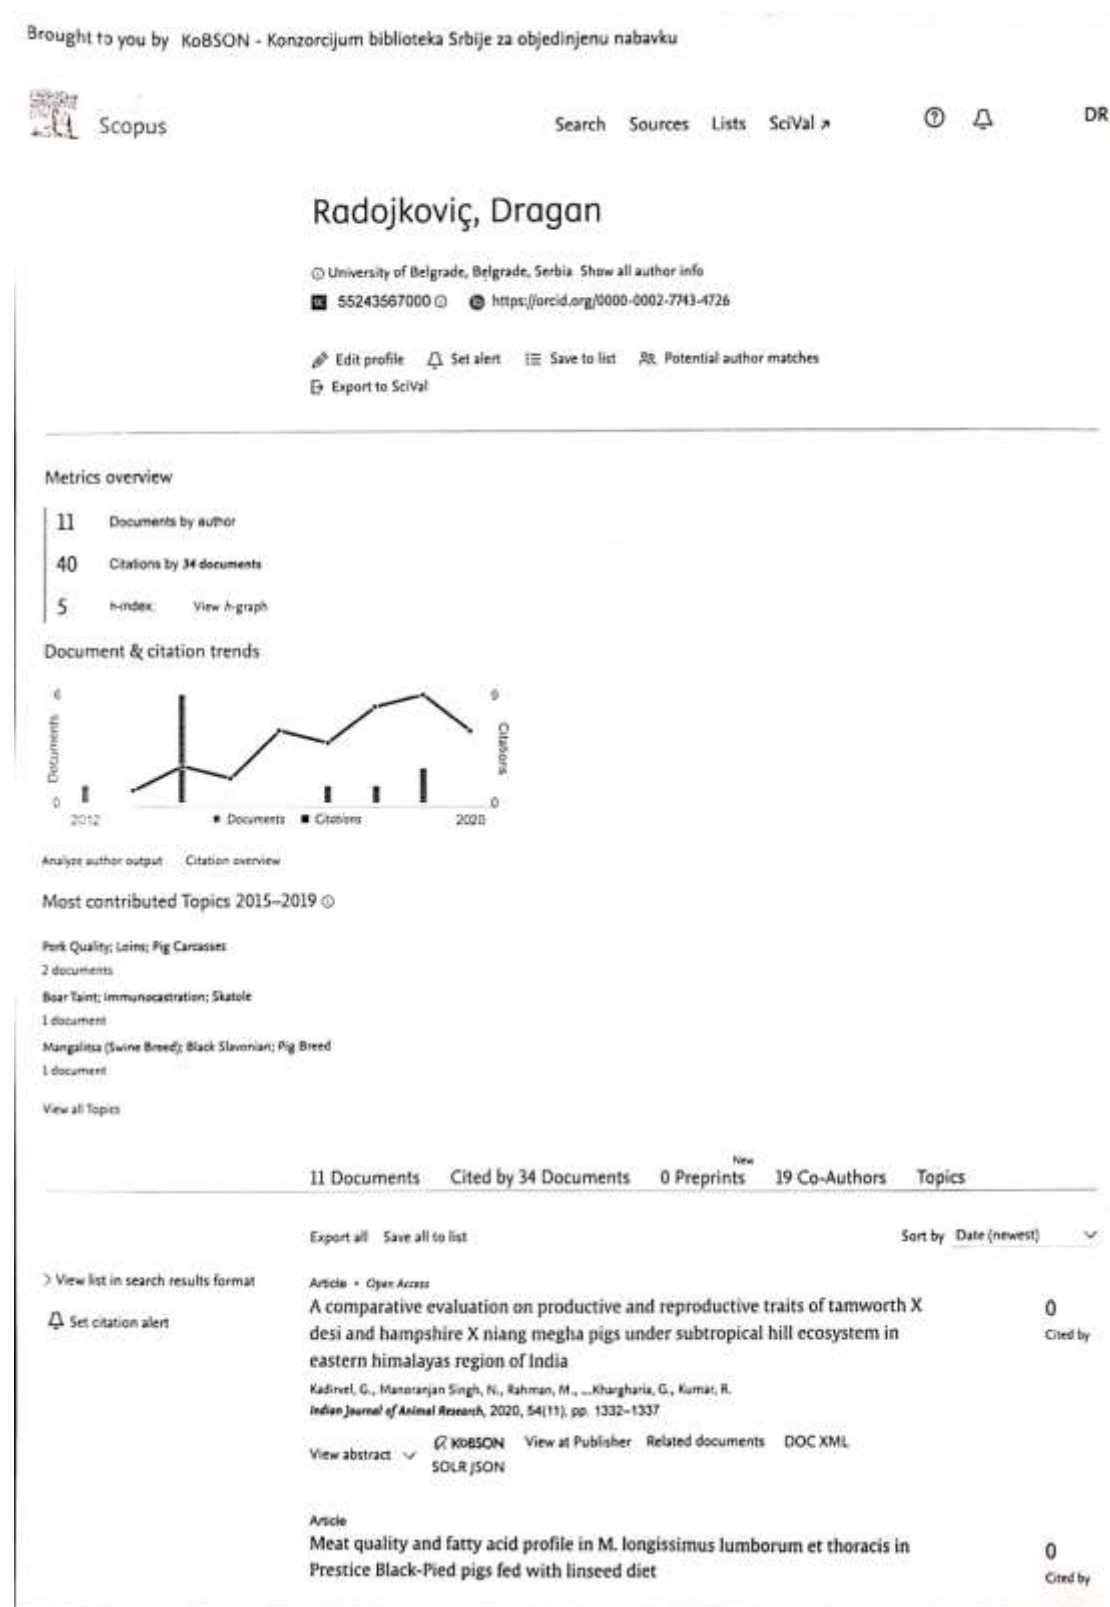 Brought to you by KoBSON - Konzorcijum biblioteka Srbije za objedinjenu nabavku
Scopus
Search Sources Lists SciVal ↗
DR
Radojkoviç, Dragan
University of Belgrade, Belgrade, Serbia Show all author info
55243567000 https://orcid.org/0000-0002-7743-4726
Edit profile Set alert Save to list Potential author matches
Export to SciVal
Metrics overview
11 Documents by author
40 Citations by 34 documents
5 h-index: View h-graph
Document & citation trends
6
9
Documents
Citations
0
0
2012
Documents Citations
2020
Analyze author output Citation overview
Most contributed Topics 2015–2019
Pork Quality; Loins; Pig Carcasses
2 documents
Boar Taint; Immunocastration; Skatole
1 document
Mangalitsa (Swine Breed); Black Slavonian; Pig Breed
1 document
View all Topics
New
11 Documents Cited by 34 Documents 0 Preprints 19 Co-Authors Topics
Export all Save all to list
Sort by Date (newest)
View list in search results format
Set citation alert
Article • Open Access
A comparative evaluation on productive and reproductive traits of tamworth X
desi and hampshire X niang megha pigs under subtropical hill ecosystem in
eastern himalayas region of India
0
Cited by
Kadirvel, G., Manoranjan Singh, N., Rahman, M., ...Khargharia, G., Kumar, R.
Indian Journal of Animal Research, 2020, 54(11), pp. 1332–1337
View abstract KOBSON View at Publisher Related documents DOC XML
SOLR JSON
Article
Meat quality and fatty acid profile in M. longissimus lumborum et thoracis in
Prestice Black-Pied pigs fed with linseed diet
0
Cited by